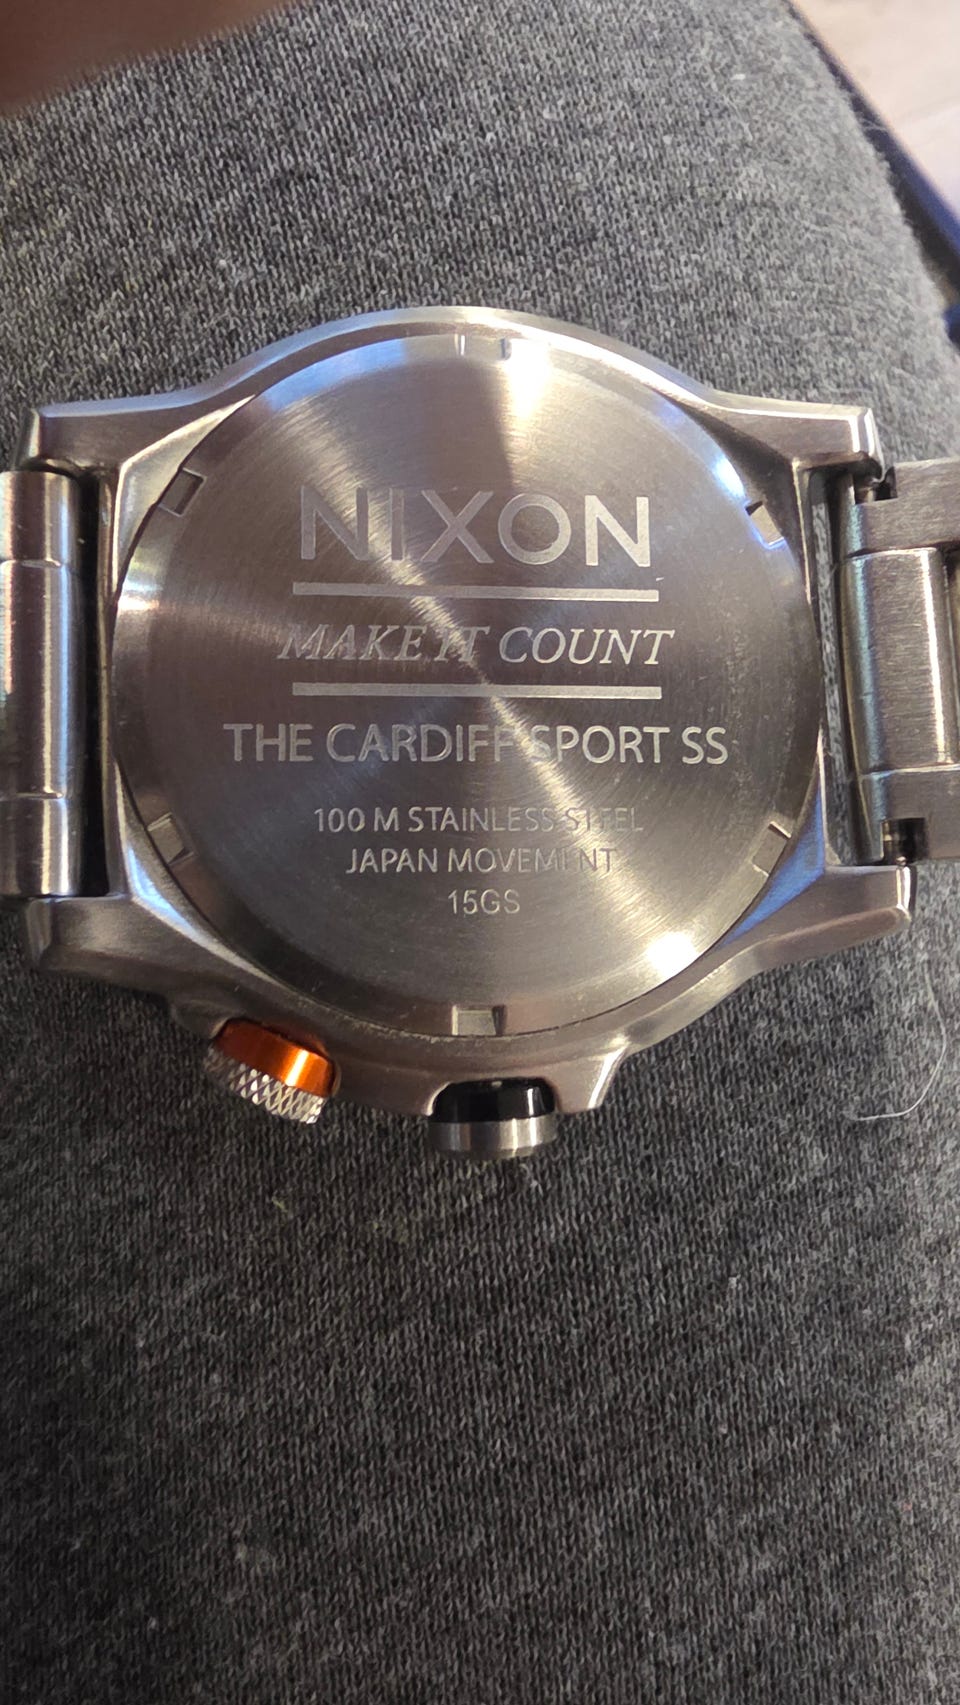 NIXON
MAKE IT COUNT
THE CARDIFF SPORT SS
100 M STAINLESS STEEL
JAPAN MOVEMENT
15GS